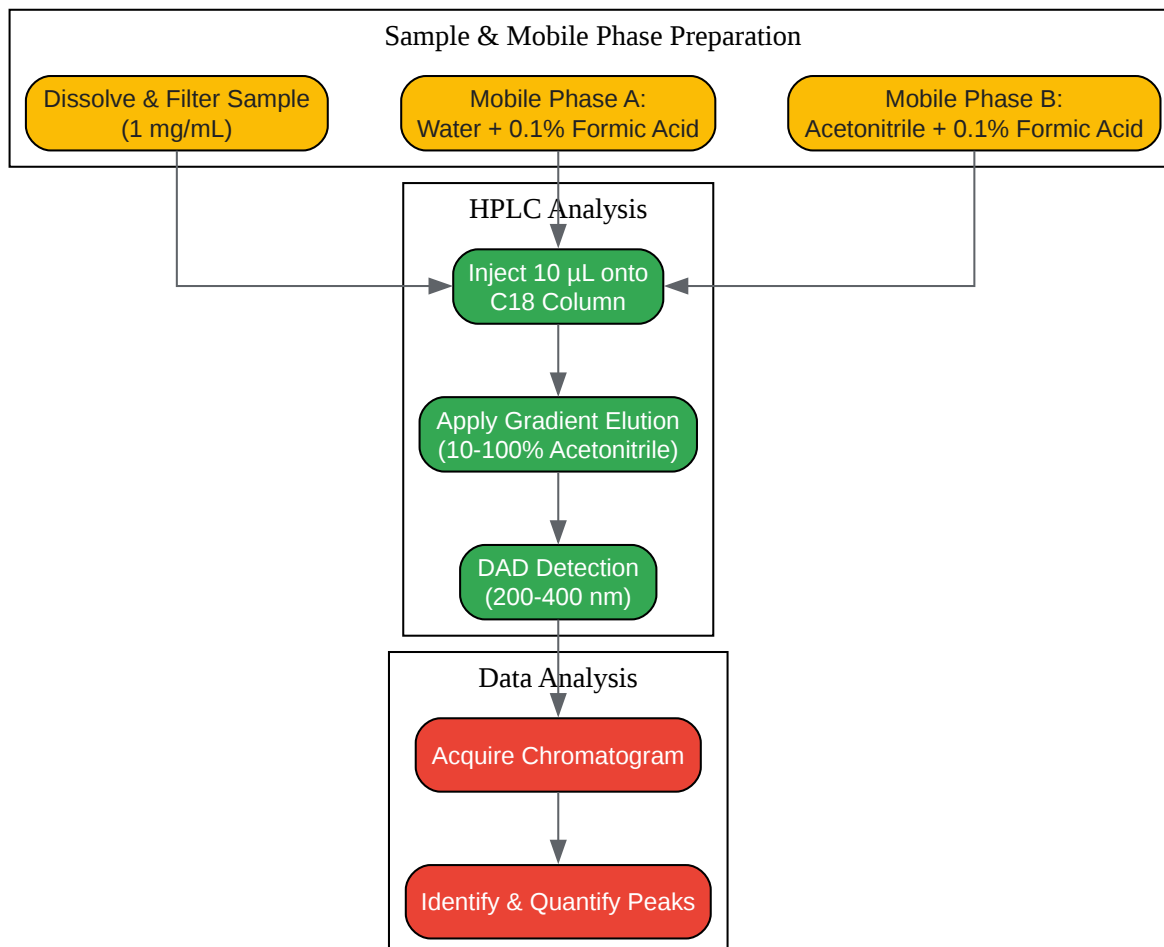 Sample & Mobile Phase Preparation
Dissolve & Filter Sample
(1 mg/mL)
Mobile Phase A:
Water + 0.1% Formic Acid
Mobile Phase B:
Acetonitrile + 0.1% Formic Acid
HPLC Analysis
Inject 10 µL onto
C18 Column
Apply Gradient Elution
(10-100% Acetonitrile)
DAD Detection
(200-400 nm)
Data Analysis
Acquire Chromatogram
Identify & Quantify Peaks